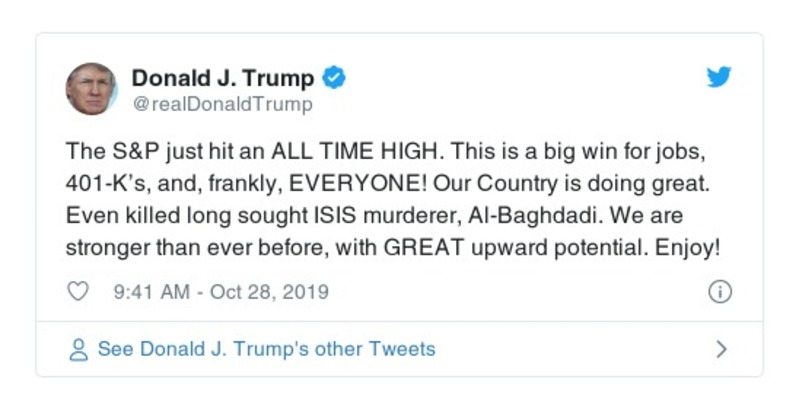 Donald J. Trump
@realDonaldTrump
The S&P just hit an ALL TIME HIGH. This is a big win for jobs,
401-K’s, and, frankly, EVERYONE! Our Country is doing great.
Even killed long sought ISIS murderer, Al-Baghdadi. We are
stronger than ever before, with GREAT upward potential. Enjoy!
9:41 AM - Oct 28, 2019
See Donald J. Trump's other Tweets